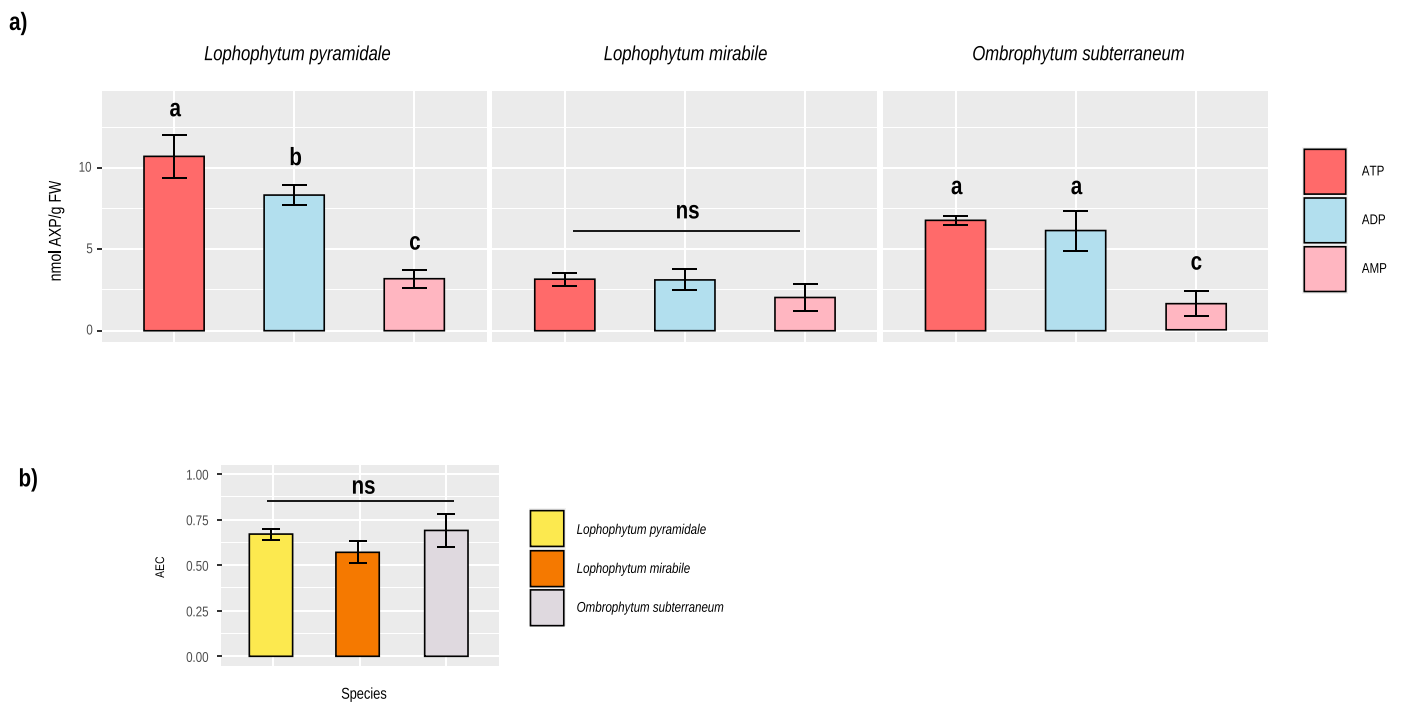 a)
Lophophytum pyramidale
Lophophytum mirabile
Ombrophytum subterraneum
nmol AXP/g FW
10
5
0
a
b
c
ns
a
a
c
ATP
ADP
AMP
b)
AEC
1.00
0.75
0.50
0.25
0.00
ns
Species
Lophophytum pyramidale
Lophophytum mirabile
Ombrophytum subterraneum